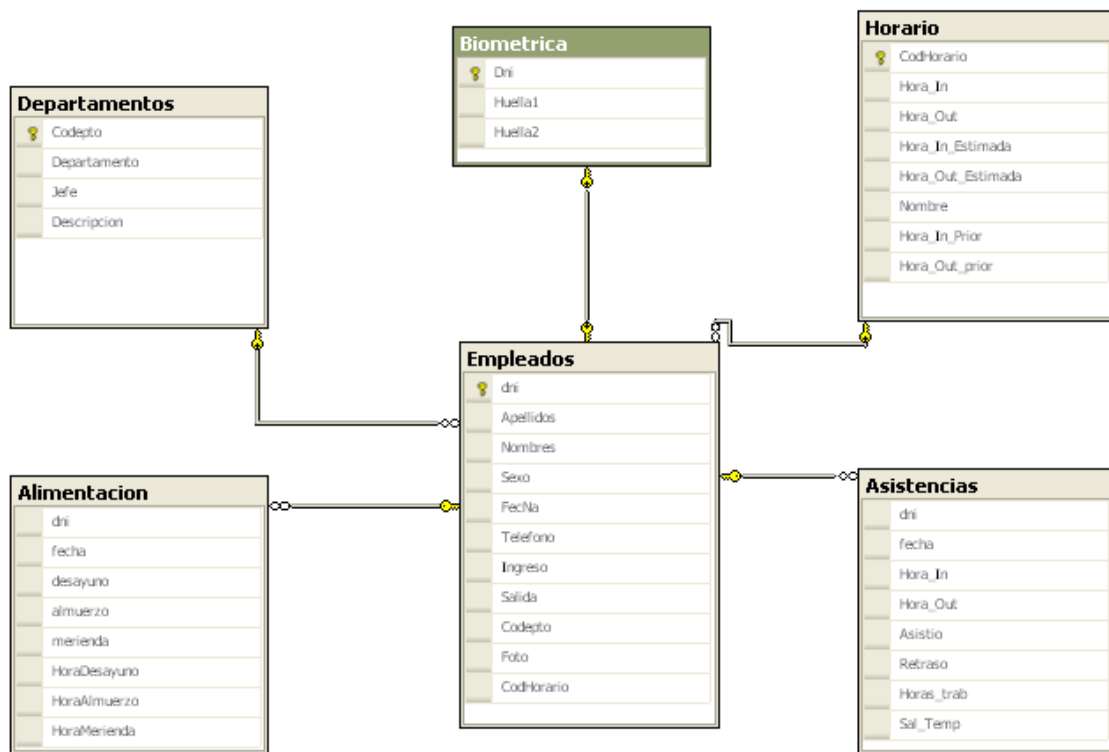 Departamentos
Codepto
Departamento
Jefe
Descripcion
Biometrica
Dni
Huella1
Huella2
Horario
CodHorario
Hora_In
Hora_Out
Hora_In_Estimada
Hora_Out_Estimada
Nombre
Hora_In_Prior
Hora_Out_prior
Alimentacion
dni
fecha
desayuno
almuerzo
merienda
HoraDesayuno
HoraAlmuerzo
HoraMerienda
Empleados
dni
Apellidos
Nombres
Sexo
FecNa
Telefono
Ingreso
Salida
Codepto
Foto
CodHorario
Asistencias
dni
fecha
Hora_In
Hora_Out
Asistio
Retraso
Horas_trab
Sal_Temp